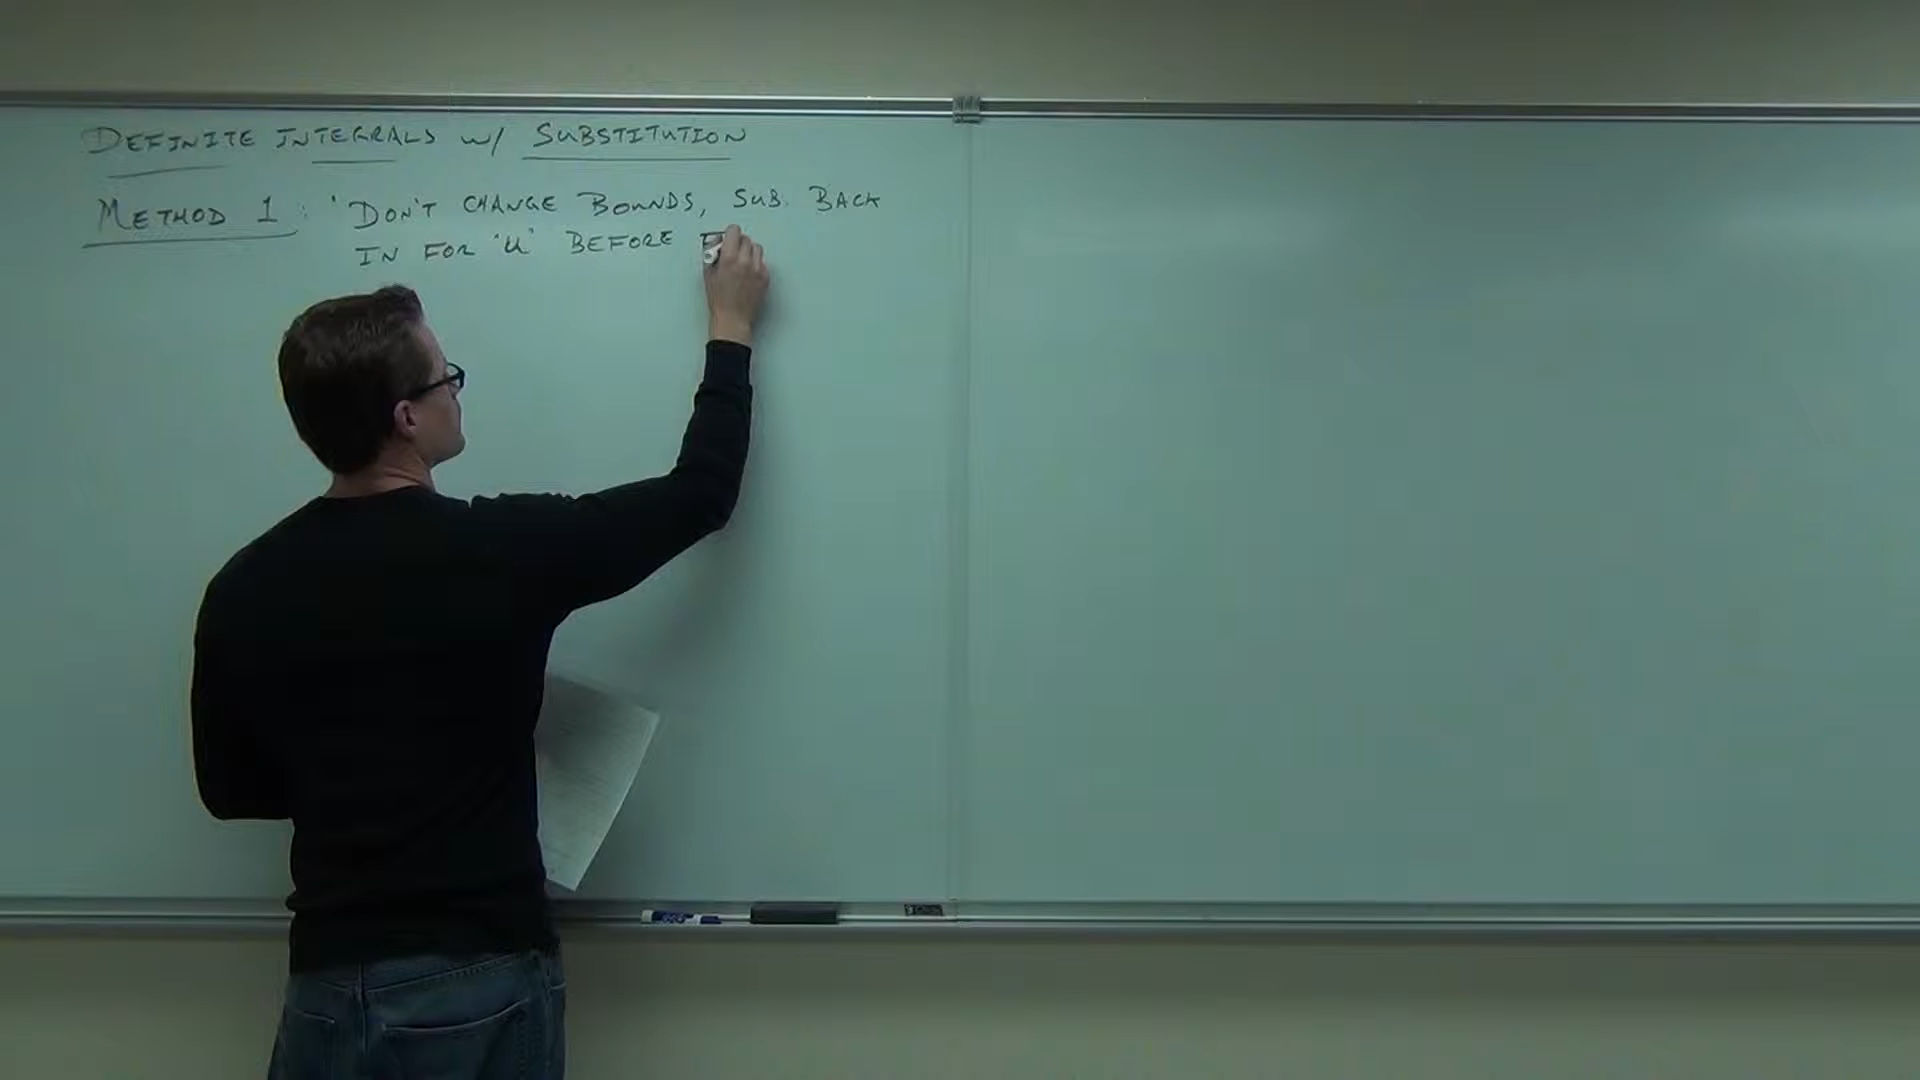 DEFINITE INTEGRALS W/ SUBSTITUTION
METHOD 1: 'DON'T CHANGE BOUNDS, SUB. BACK
IN FOR 'U' BEFORE